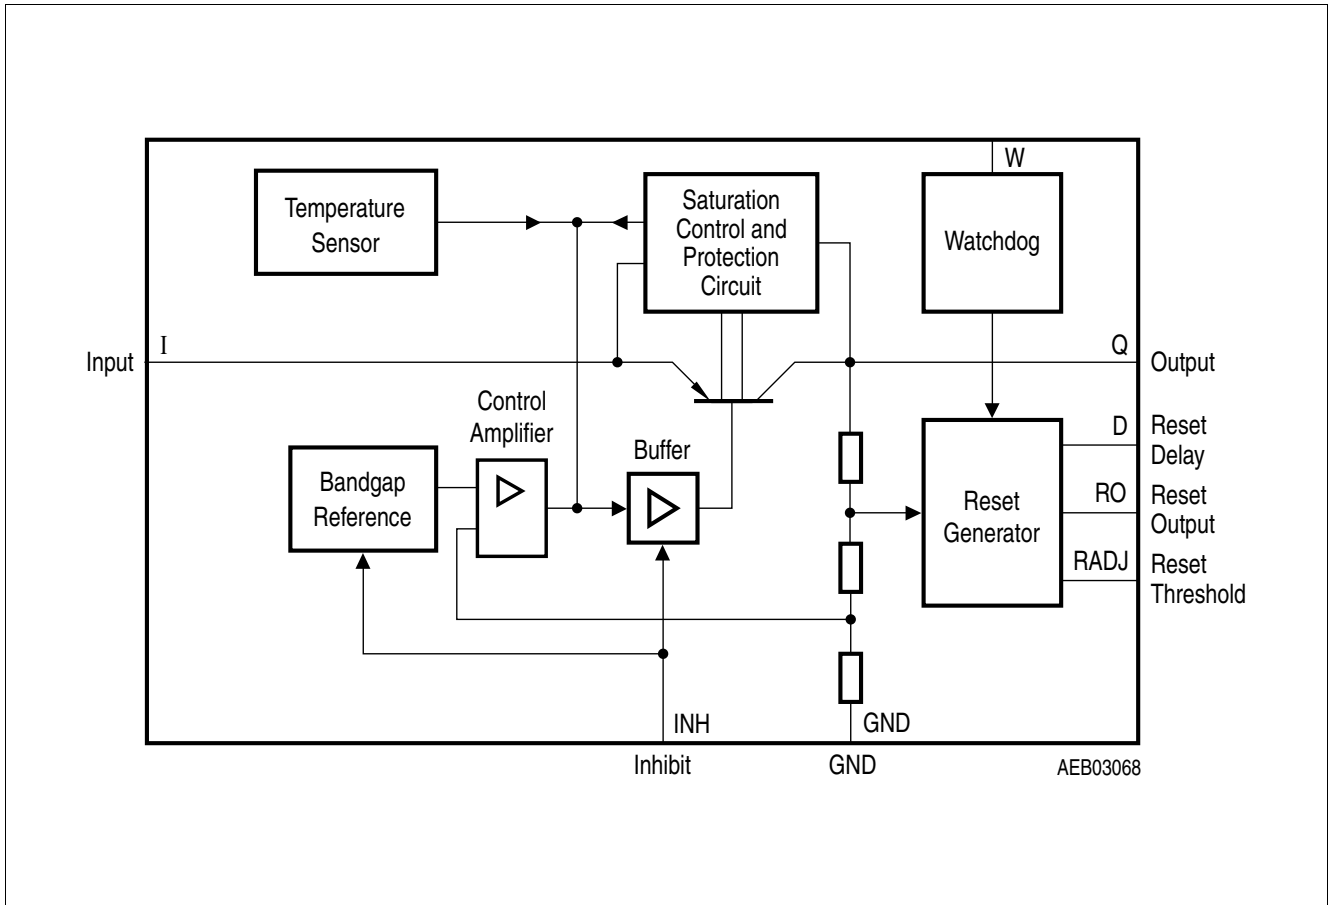 W
Temperature
Sensor
Saturation
Control and
Protection
Circuit
Watchdog
Input
I
Q
Output
Control
Amplifier
Buffer
Bandgap
Reference
Reset
Generator
D
Reset
Delay
RO
Reset
Output
RADJ
Reset
Threshold
INH
GND
Inhibit
GND
AEB03068